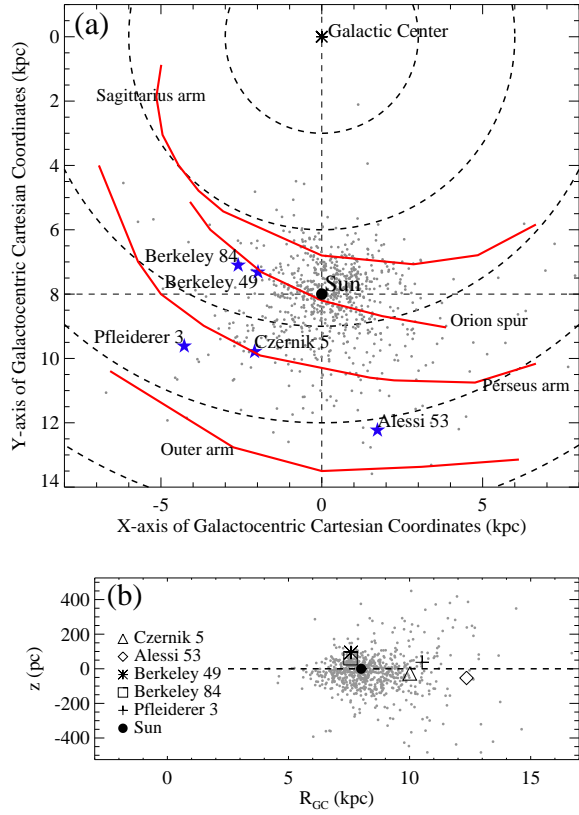 (a)
Galactic Center
Sagittarius arm
Berkeley 84
Berkeley 49
Sun
Orion spur
Pfleiderer 3
Czernik 5
Perseus arm
Alessi 53
Outer arm
0
2
4
6
8
10
12
14
Y-axis of Galactocentric Cartesian Coordinates (kpc)
-5 0 5
X-axis of Galactocentric Cartesian Coordinates (kpc)
(b)
Czernik 5
Alessi 53
Berkeley 49
Berkeley 84
Pfleiderer 3
Sun
400
200
0
-200
-400
z (pc)
0 5 10 15
R_GC (kpc)